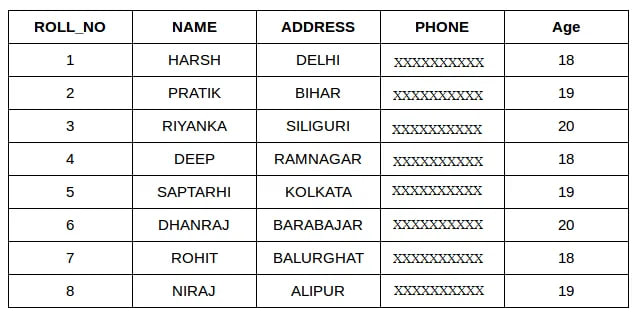 ROLL_NO NAME ADDRESS PHONE Age
1 HARSH DELHI XXXXXXXXXX 18
2 PRATIK BIHAR XXXXXXXXXX 19
3 RIYANKA SILIGURI XXXXXXXXXX 20
4 DEEP RAMNAGAR XXXXXXXXXX 18
5 SAPTARHI KOLKATA XXXXXXXXXX 19
6 DHANRAJ BARABAJAR XXXXXXXXXX 20
7 ROHIT BALURGHAT XXXXXXXXXX 18
8 NIRAJ ALIPUR XXXXXXXXXX 19